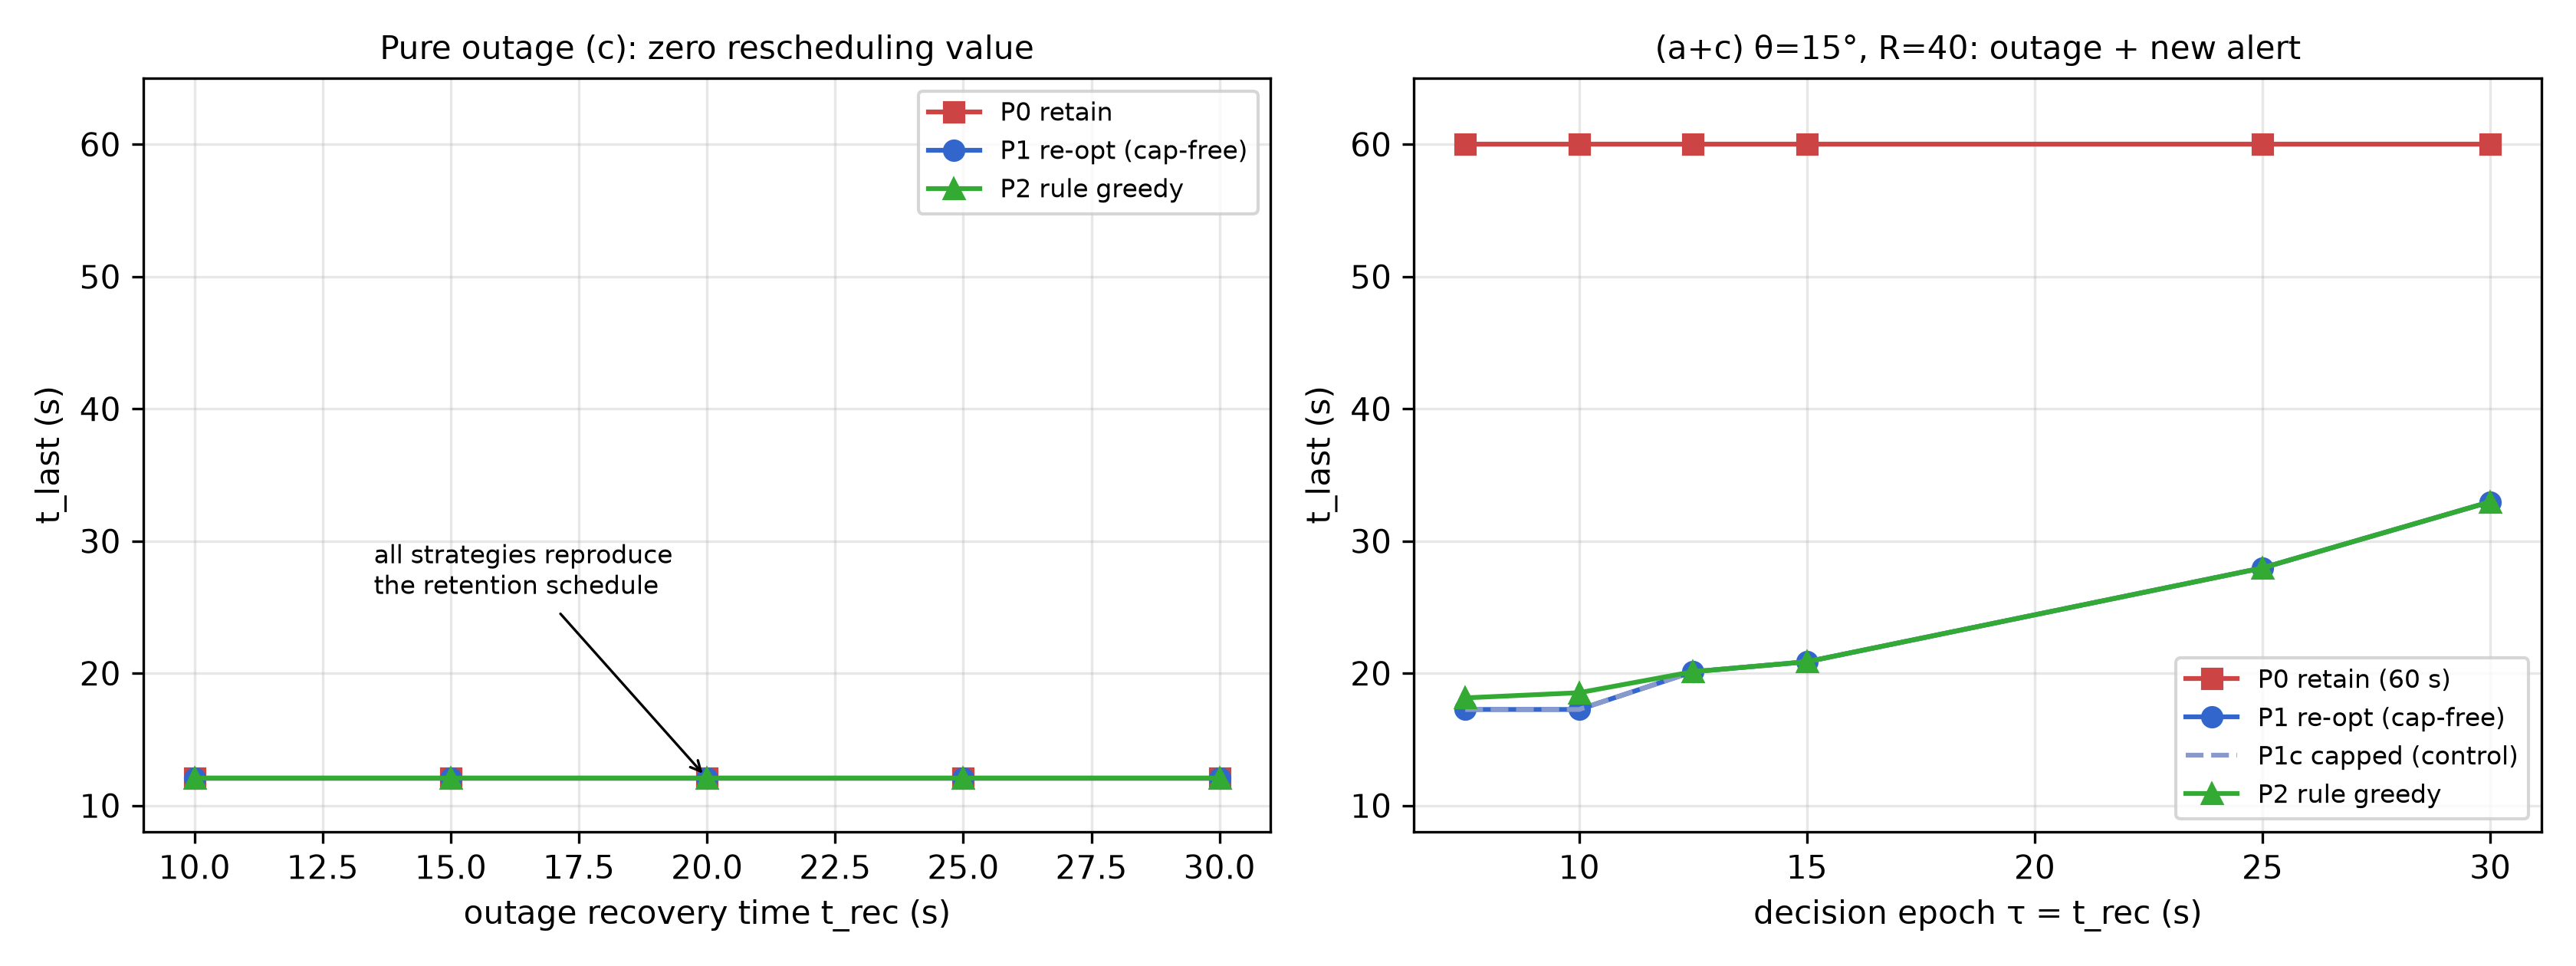 Pure outage (c): zero rescheduling value
t_last (s)
60
50
40
30
20
10
P0 retain
P1 re-opt (cap-free)
P2 rule greedy
all strategies reproduce
the retention schedule
10.0 12.5 15.0 17.5 20.0 22.5 25.0 27.5 30.0
outage recovery time t_rec (s)
(a+c) θ=15°, R=40: outage + new alert
t_last (s)
60
50
40
30
20
10
P0 retain (60 s)
P1 re-opt (cap-free)
P1c capped (control)
P2 rule greedy
10 15 20 25 30
decision epoch τ = t_rec (s)